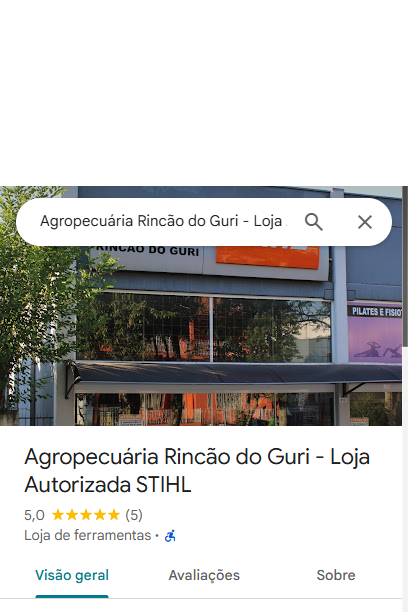 Agropecuária Rincão do Guri - Loja
RINCÃO DO GURI
PILATES E FISIOT
Agropecuária Rincão do Guri - Loja
Autorizada STIHL
5,0 ★★★★★ (5)
Loja de ferramentas ·
Visão geral
Avaliações
Sobre